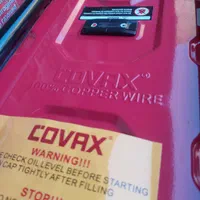 COVAX
100% COPPER WIRE
COVAX
WARNING!!!
CHECK OIL LEVEL BEFORE STARTING
CAP TIGHTLY AFTER FILLING